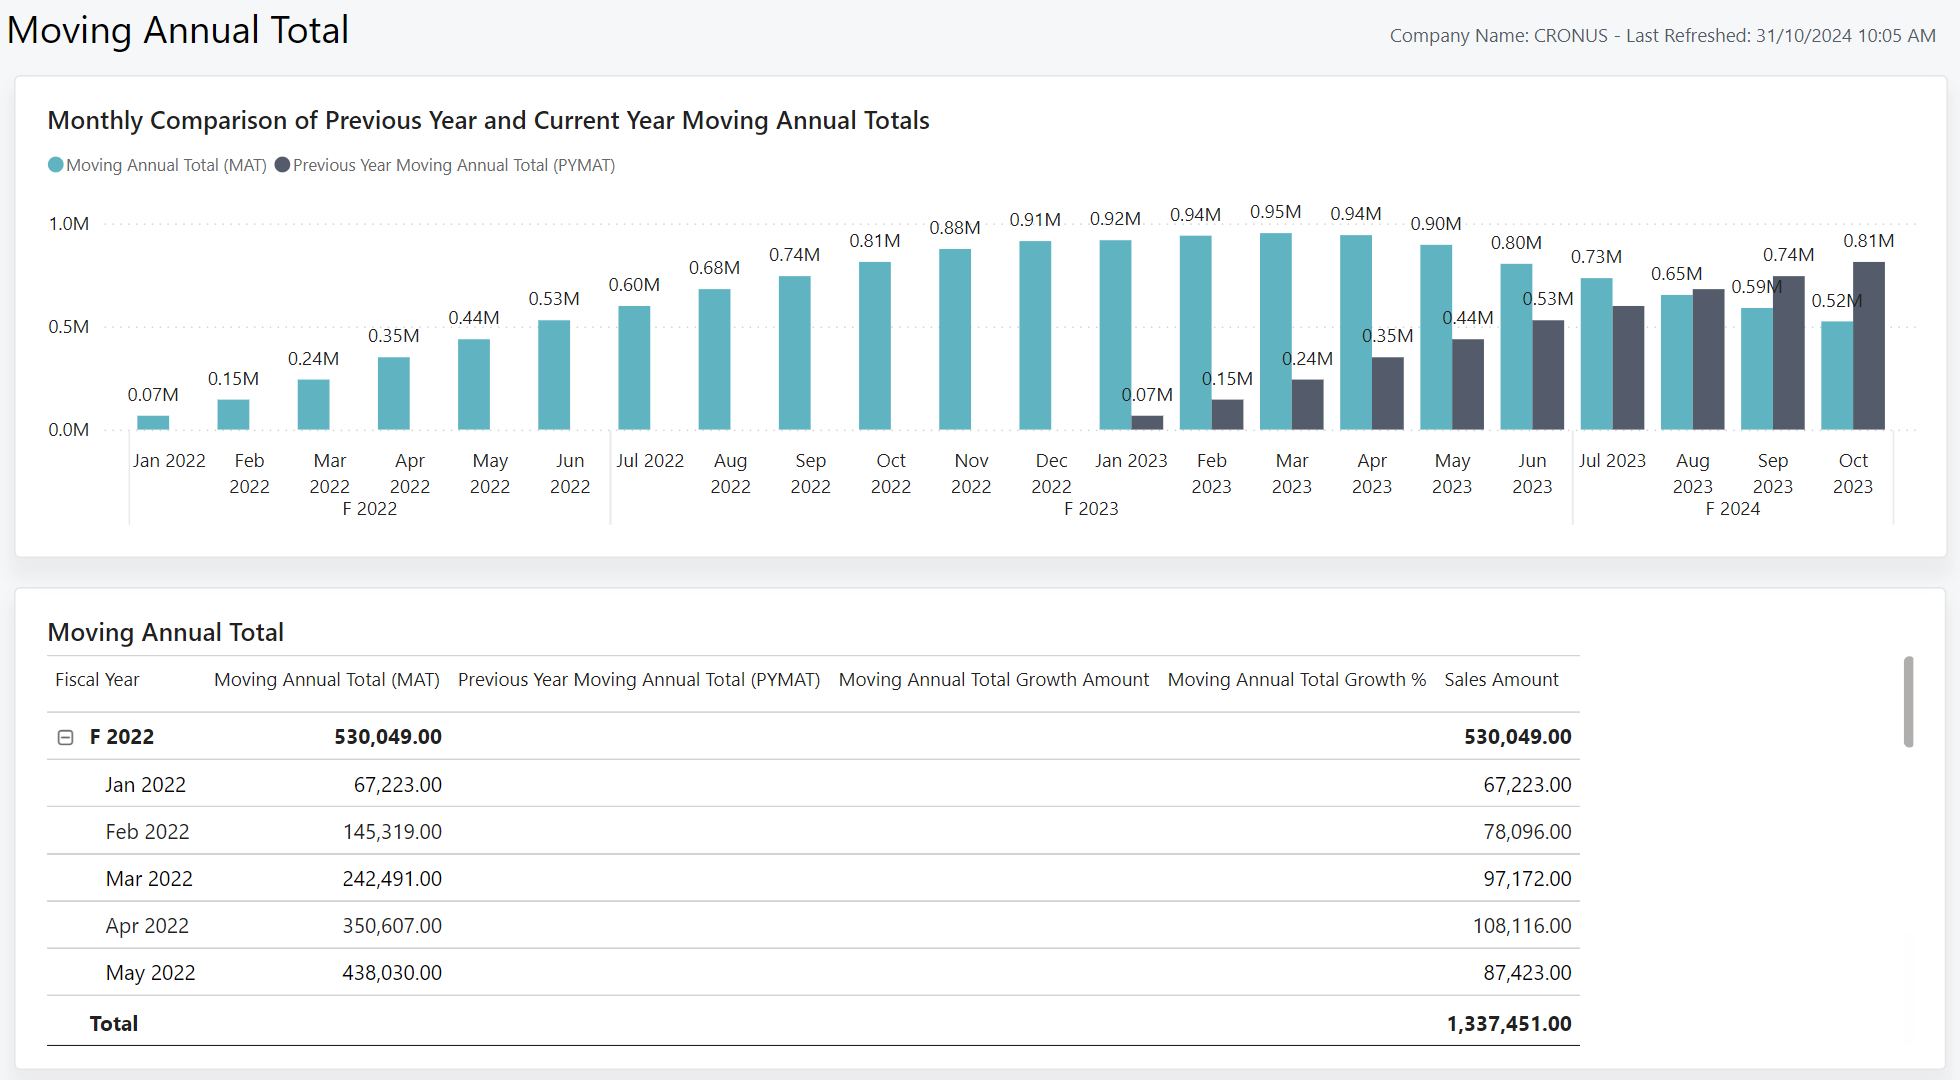 Moving Annual Total
Company Name: CRONUS - Last Refreshed: 31/10/2024 10:05 AM
Monthly Comparison of Previous Year and Current Year Moving Annual Totals
Moving Annual Total (MAT) Previous Year Moving Annual Total (PYMAT)
1.0M
0.5M
0.0M
0.07M 0.15M 0.24M 0.35M 0.44M 0.53M 0.60M 0.68M 0.74M 0.81M 0.88M 0.91M 0.92M 0.94M 0.95M 0.94M 0.90M 0.80M 0.73M 0.65M 0.59M 0.52M
0.07M 0.15M 0.24M 0.35M 0.44M 0.53M 0.74M 0.81M
Jan 2022 Feb 2022 Mar 2022 Apr 2022 May 2022 Jun 2022 Jul 2022 Aug 2022 Sep 2022 Oct 2022 Nov 2022 Dec 2022 Jan 2023 Feb 2023 Mar 2023 Apr 2023 May 2023 Jun 2023 Jul 2023 Aug 2023 Sep 2023 Oct 2023
F 2022 F 2023 F 2024
Moving Annual Total
Fiscal Year Moving Annual Total (MAT) Previous Year Moving Annual Total (PYMAT) Moving Annual Total Growth Amount Moving Annual Total Growth % Sales Amount
F 2022 530,049.00 530,049.00
Jan 2022 67,223.00 67,223.00
Feb 2022 145,319.00 78,096.00
Mar 2022 242,491.00 97,172.00
Apr 2022 350,607.00 108,116.00
May 2022 438,030.00 87,423.00
Total 1,337,451.00